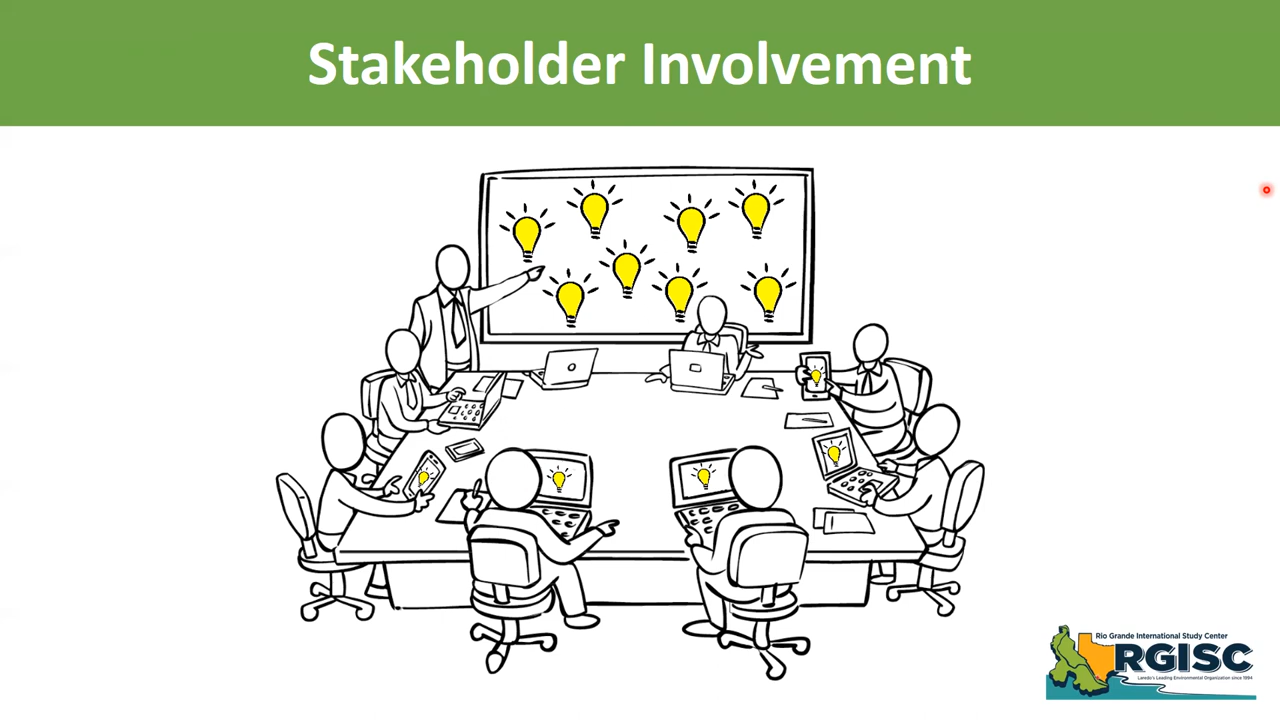 Stakeholder Involvement
Rio Grande International Study Center
RGISC
Laredo's Leading Environmental Organization since 1994